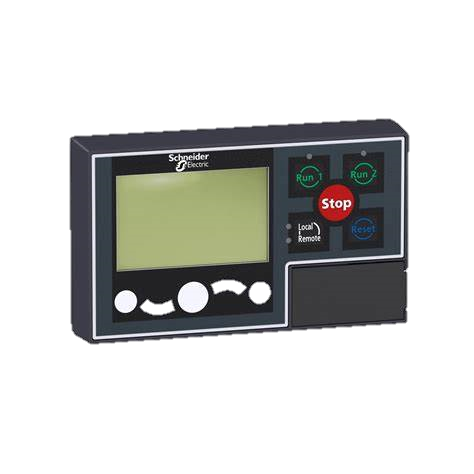 Schneider
Electric
Run 1
Run 2
Stop
Local
Remote
Reset